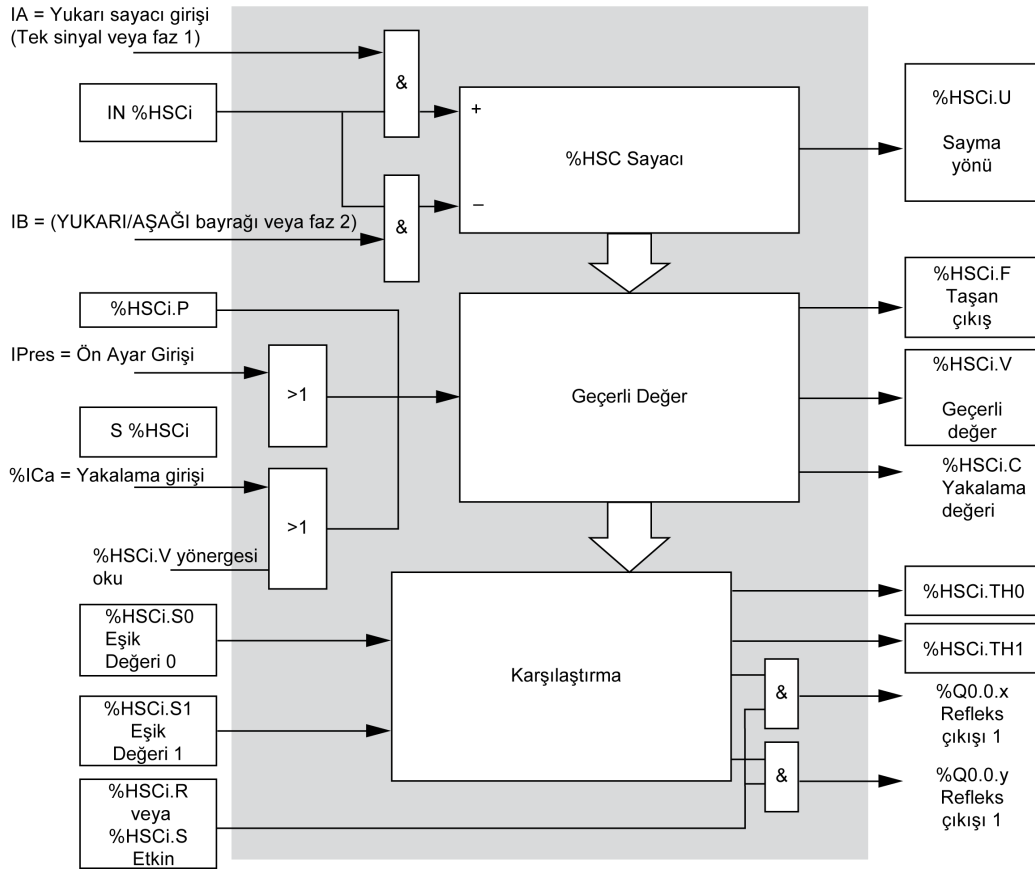 IA = Yukarı sayacı girişi
(Tek sinyal veya faz 1)
&
IN %HSCi
+
%HSC Sayacı
%HSCi.U
Sayma
yönü
–
IB = (YUKARI/AŞAĞI bayrağı veya faz 2)
&
%HSCi.P
%HSCi.F
Taşan
çıkış
IPres = Ön Ayar Girişi
>1
S %HSCi
Geçerli Değer
%HSCi.V
Geçerli
değer
%ICa = Yakalama girişi
>1
%HSCi.C
Yakalama
değeri
%HSCi.V yönergesi
oku
%HSCi.S0
Eşik
Değeri 0
%HSCi.TH0
%HSCi.TH1
Karşılaştırma
%HSCi.S1
Eşik
Değeri 1
&
%Q0.0.x
Refleks
çıkışı 1
%HSCi.R
veya
%HSCi.S
Etkin
&
%Q0.0.y
Refleks
çıkışı 1